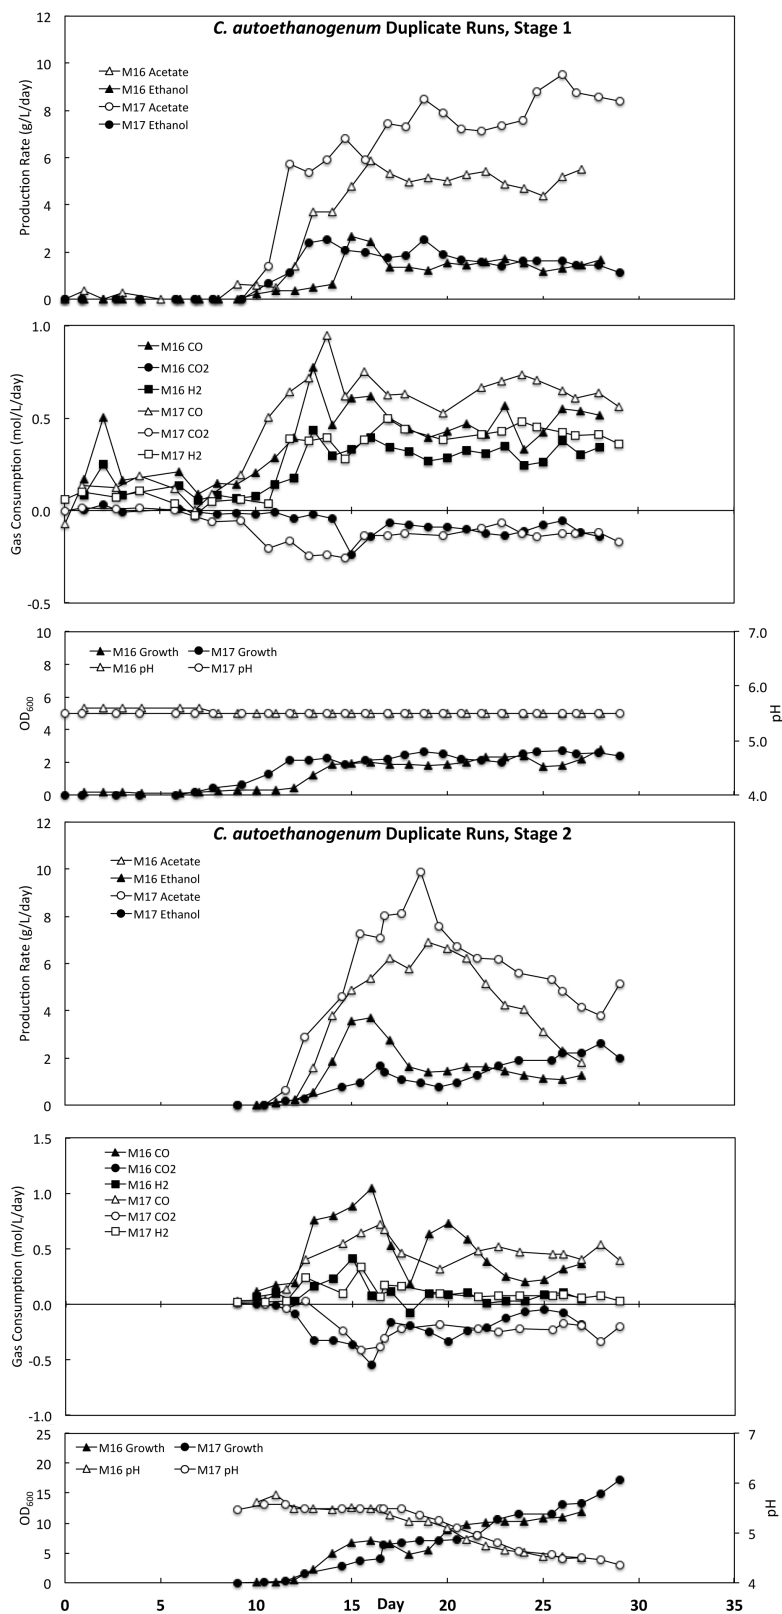 C. autoethanogenum Duplicate Runs, Stage 1
12
10
8
6
4
2
0
Production Rate (g/L/day)
M16 Acetate
M16 Ethanol
M17 Acetate
M17 Ethanol
1.0
0.5
0.0
-0.5
Gas Consumption (mol/L/day)
M16 CO
M16 CO2
M16 H2
M17 CO
M17 CO2
M17 H2
10
8
6
4
2
0
OD600
M16 Growth M17 Growth
M16 pH M17 pH
7.0
6.0
5.0
4.0
pH
C. autoethanogenum Duplicate Runs, Stage 2
12
10
8
6
4
2
0
Production Rate (g/L/day)
M16 Acetate
M16 Ethanol
M17 Acetate
M17 Ethanol
1.5
1.0
0.5
0.0
-0.5
-1.0
Gas Consumption (mol/L/day)
M16 CO
M16 CO2
M16 H2
M17 CO
M17 CO2
M17 H2
25
20
15
10
5
0
OD600
M16 Growth M17 Growth
M16 pH M17 pH
7
6
5
4
pH
0 5 10 15 Day 20 25 30 35